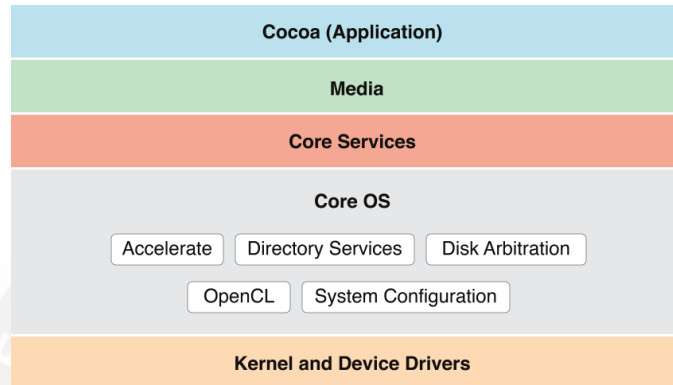 Cocoa (Application)
Media
Core Services
Core OS
Accelerate Directory Services Disk Arbitration
OpenCL System Configuration
Kernel and Device Drivers